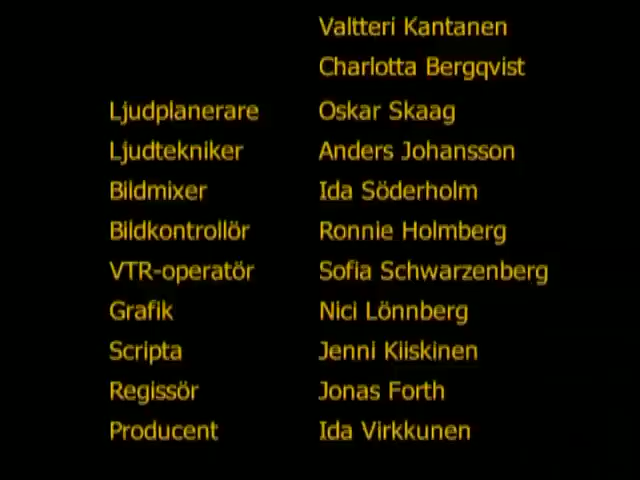 Valtteri Kantanen
Charlotta Bergqvist
Ljudplanerare Oskar Skaag
Ljudtekniker Anders Johansson
Bildmixer Ida Söderholm
Bildkontrollör Ronnie Holmberg
VTR-operatör Sofia Schwarzenberg
Grafik Nici Lönnberg
Scripta Jenni Kiiskinen
Regissör Jonas Forth
Producent Ida Virkkunen